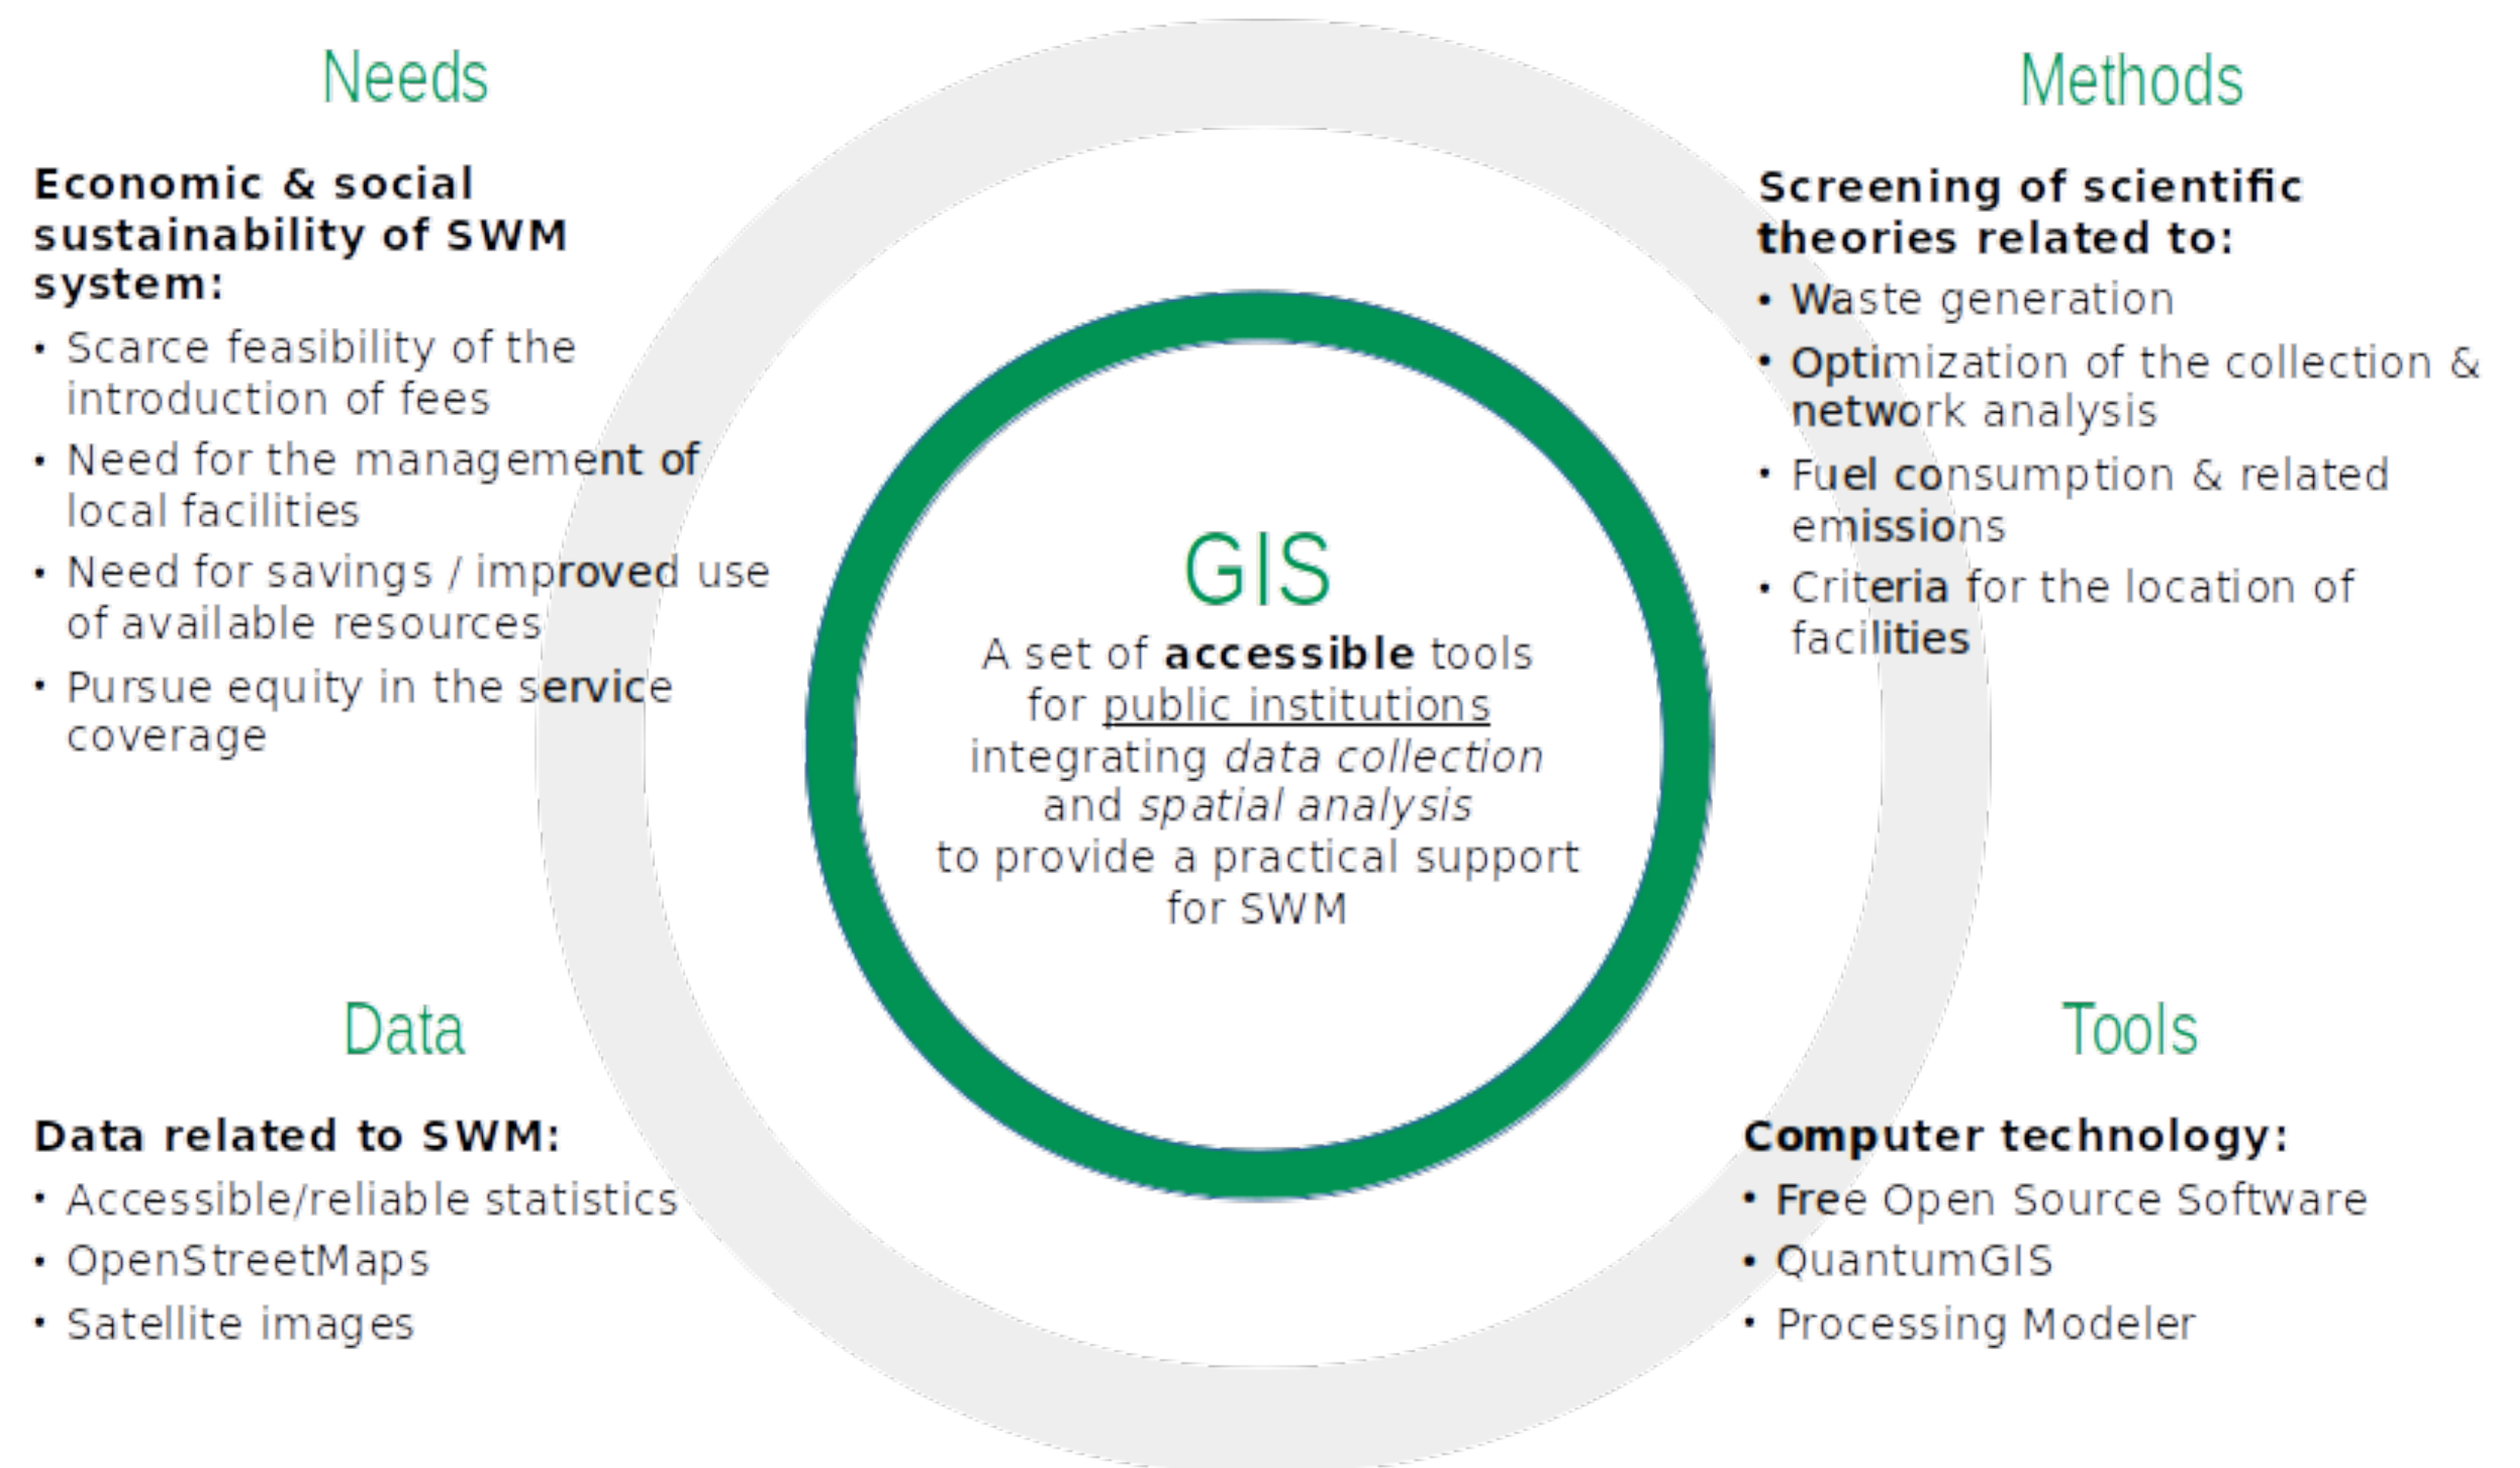 Needs
Economic & social
sustainability of SWM
system:
• Scarce feasibility of the
introduction of fees
• Need for the management of
local facilities
• Need for savings / improved use
of available resources
• Pursue equity in the service
coverage
Methods
Screening of scientific
theories related to:
• Waste generation
• Optimization of the collection &
network analysis
• Fuel consumption & related
emissions
• Criteria for the location of
facilities
GIS
A set of accessible tools
for public institutions
integrating data collection
and spatial analysis
to provide a practical support
for SWM
Data
Data related to SWM:
• Accessible/reliable statistics
• OpenStreetMaps
• Satellite images
Tools
Computer technology:
• Free Open Source Software
• QuantumGIS
• Processing Modeler